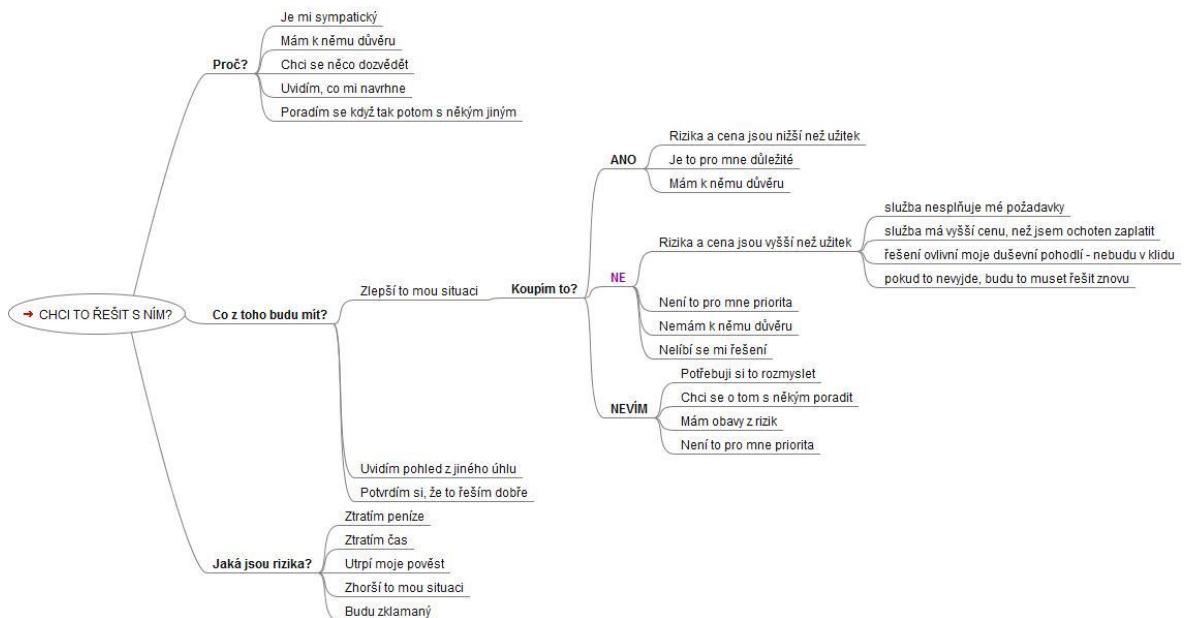 CHCI TO ŘEŠIT S NÍM?
Proč?
Je mi sympatický
Mám k němu důvěru
Chci se něco dozvědět
Uvidím, co mi navrhne
Poradím se když tak potom s někým jiným
Co z toho budu mít?
Zlepší to mou situaci
Koupím to?
ANO
Rizika a cena jsou nižší než užitek
Je to pro mne důležité
Mám k němu důvěru
NE
Rizika a cena jsou vyšší než užitek
služba nesplňuje mé požadavky
služba má vyšší cenu, než jsem ochoten zaplatit
řešení ovlivní moje duševní pohodlí - nebudu v klidu
pokud to nevyjde, budu to muset řešit znovu
Není to pro mne priorita
Nemám k němu důvěru
Nelíbí se mi řešení
NEVÍM
Potřebuji si to rozmyslet
Chci se o tom s někým poradit
Mám obavy z rizik
Není to pro mne priorita
Uvidím pohled z jiného úhlu
Potvrdím si, že to řeším dobře
Jaká jsou rizika?
Ztratím peníze
Ztratím čas
Utrpí moje pověst
Zhorší to mou situaci
Budu zklamaný